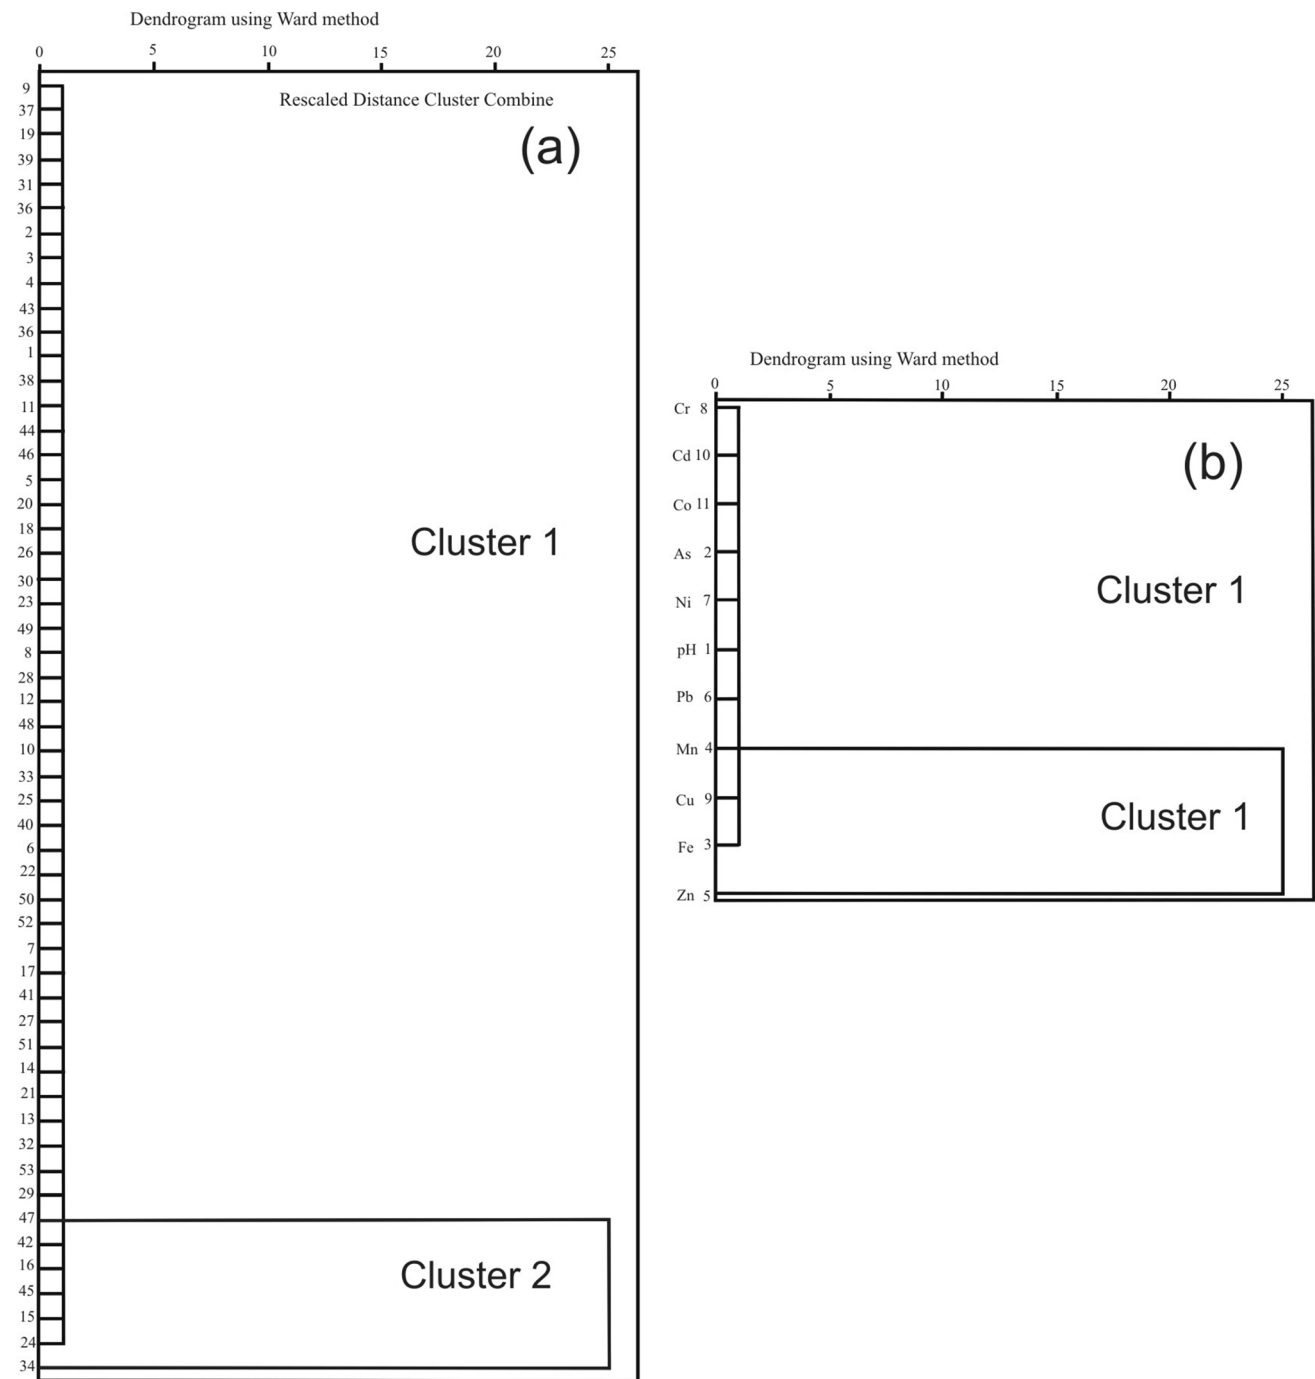 Dendrogram using Ward method
0 5 10 15 20 25
Rescaled Distance Cluster Combine
(a)
9
37
19
39
31
36
2
3
4
43
36
1
38
11
44
46
5
20
18
26
30
23
49
8
28
12
48
10
33
25
40
6
22
50
52
7
17
41
27
51
14
21
13
32
53
29
47
42
16
45
15
24
34
Cluster 1
Cluster 2
Dendrogram using Ward method
0 5 10 15 20 25
(b)
Cr 8
Cd 10
Co 11
As 2
Ni 7
pH 1
Pb 6
Mn 4
Cu 9
Fe 3
Zn 5
Cluster 1
Cluster 1